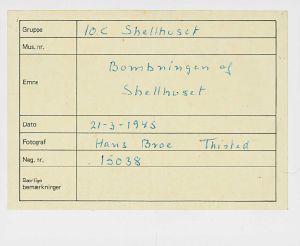 Gruppe 10.C Shellhuset
Mus. nr.
Emne Bombningen af
Shellhuset
Dato 21-3-1945
Fotograf Hans Broe Thisted
Neg. nr. 15038
Særlige
bemærkninger